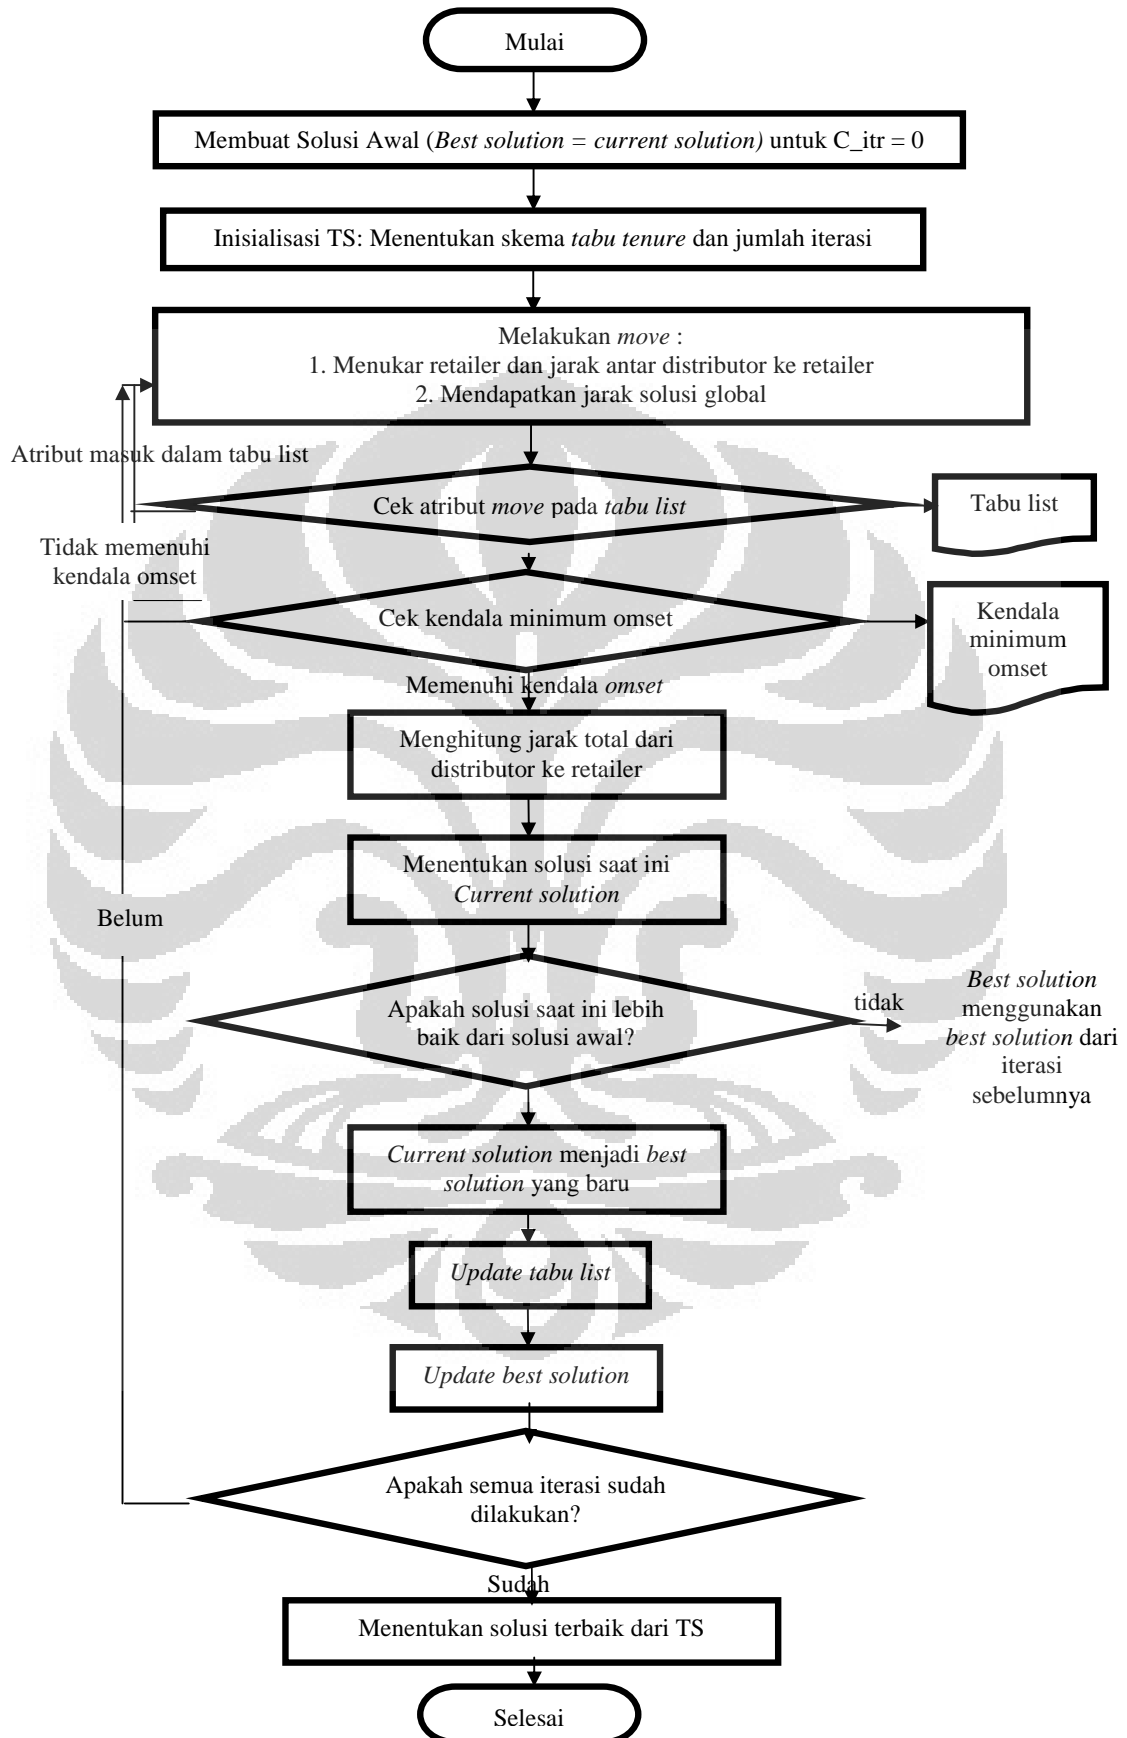 Mulai
Membuat Solusi Awal (Best solution = current solution) untuk C_itr = 0
Inisialisasi TS: Menentukan skema tabu tenure dan jumlah iterasi
Melakukan move :
1. Menukar retailer dan jarak antar distributor ke retailer
2. Mendapatkan jarak solusi global
Atribut masuk dalam tabu list
Cek atribut move pada tabu list
Tabu list
Tidak memenuhi
kendala omset
Cek kendala minimum omset
Kendala
minimum
omset
Memenuhi kendala omset
Menghitung jarak total dari
distributor ke retailer
Menentukan solusi saat ini
Current solution
Belum
Apakah solusi saat ini lebih
baik dari solusi awal?
tidak
Best solution
menggunakan
best solution dari
iterasi
sebelumnya
Current solution menjadi best
solution yang baru
Update tabu list
Update best solution
Apakah semua iterasi sudah
dilakukan?
Sudah
Menentukan solusi terbaik dari TS
Selesai